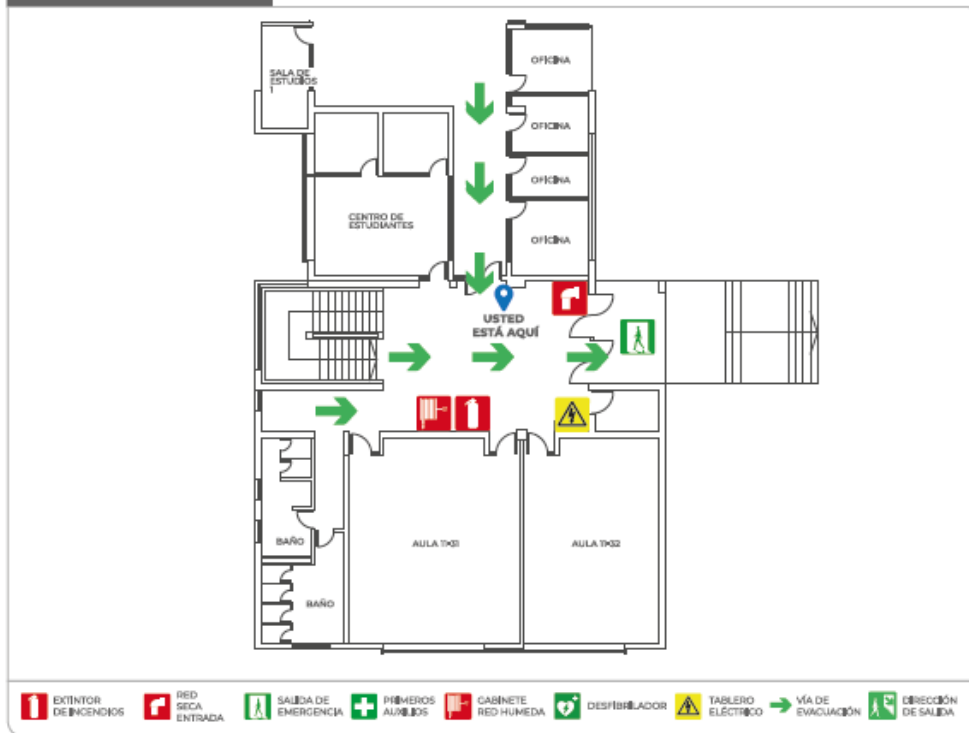 OFICINA
SALA DE
ESTUDIOS
1
OFICINA
OFICINA
CENTRO DE
ESTUDIANTES
OFICINA
USTED
ESTÁ AQUÍ
BAÑO
AULA 11-31
AULA 11-32
BAÑO
EXTINTOR
DE INCENDIOS
RED
SECA
ENTRADA
SALIDA DE
EMERGENCIA
PRIMEROS
AUXILIOS
GABINETE
RED HUMEDA
DESFIBRILADOR
TABLERO
ELÉCTRICO
VÍA DE
EVACUACIÓN
DIRECCIÓN
DE SALIDA